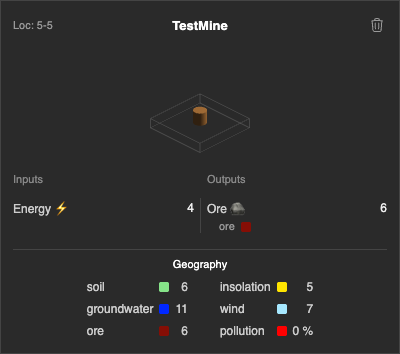 Loc: 5-5 TestMine
Inputs Outputs
Energy ⚡ 4 Ore 🪨 6
ore
Geography
soil 6 insolation 5
groundwater 11 wind 7
ore 6 pollution 0 %